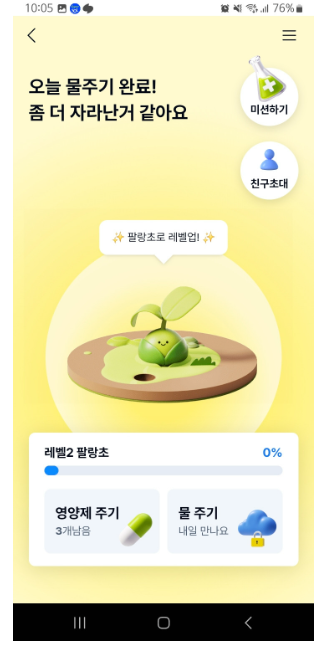 10:05
76%
오늘 물주기 완료!
좀 더 자라난거 같아요
미션하기
친구초대
✨ 팔랑초로 레벨업! ✨
레벨2 팔랑초
0%
영양제 주기
3개남음
물 주기
내일 만나요